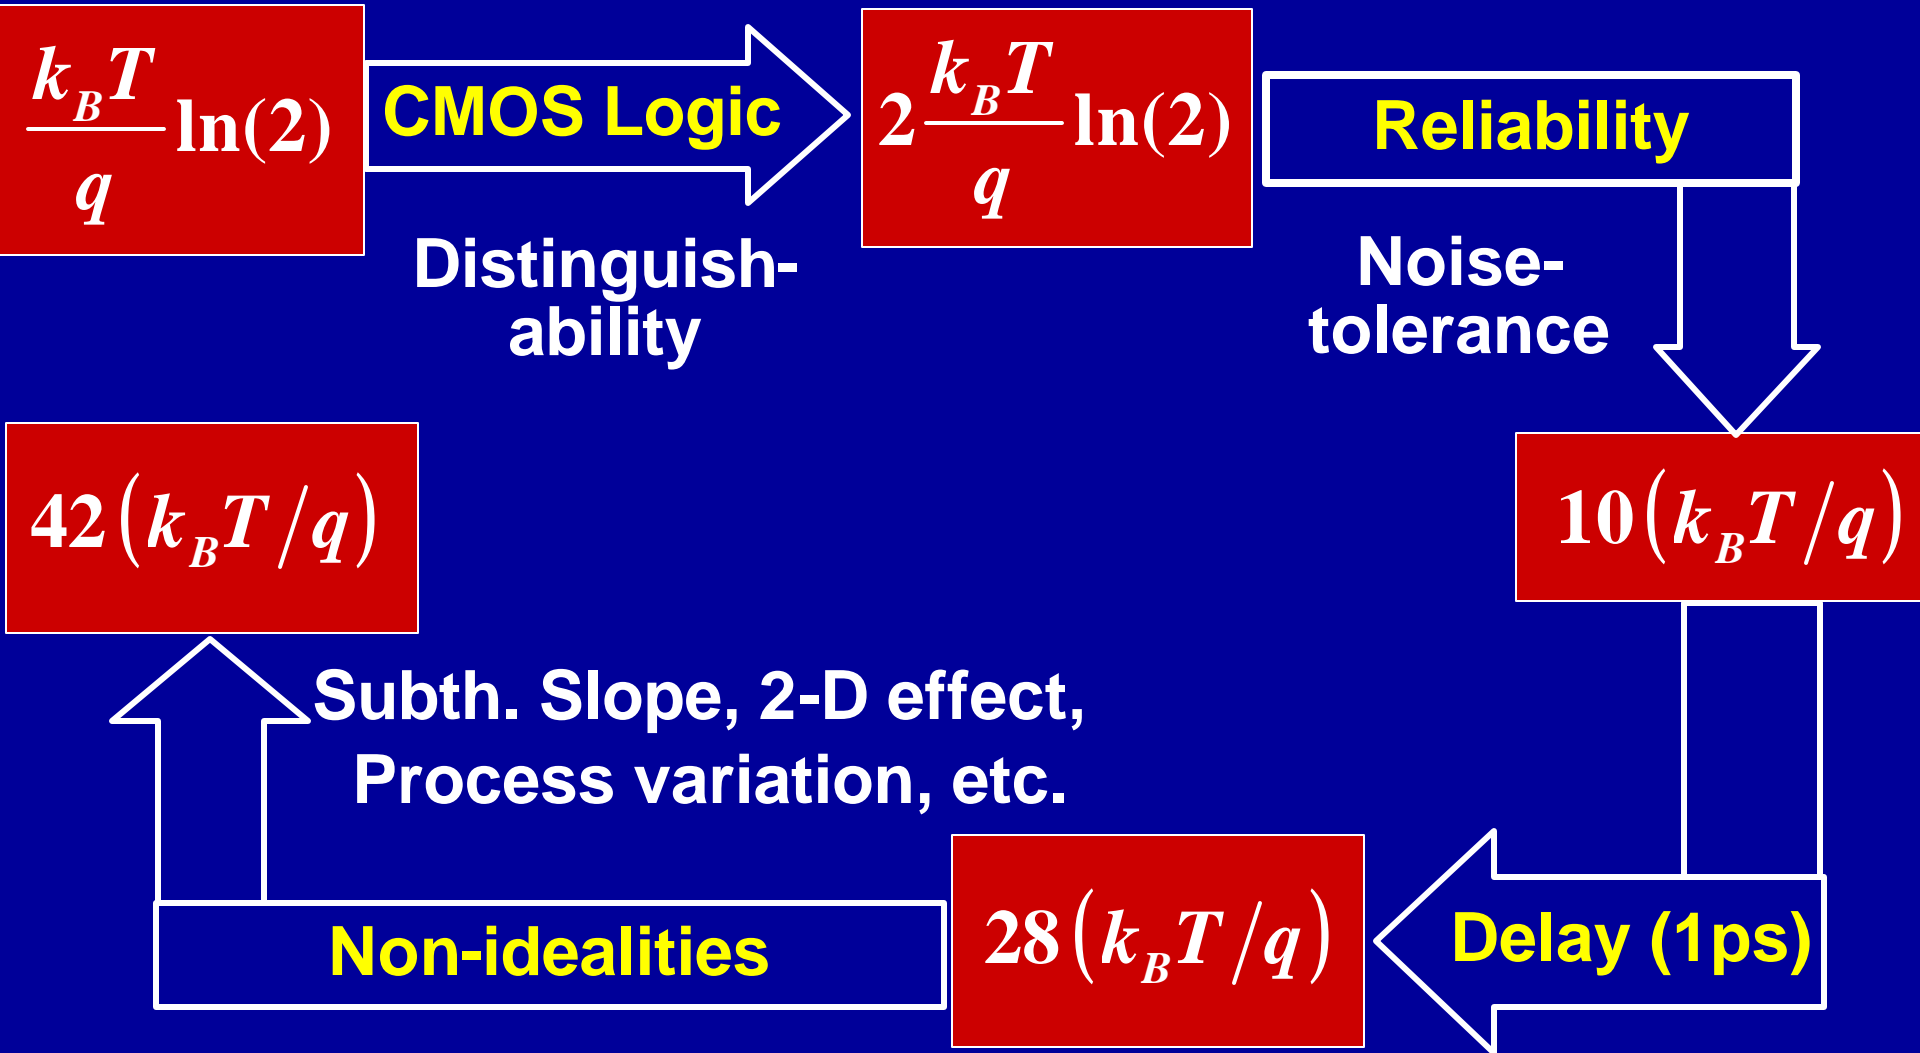 k_B T / q ln(2)
CMOS Logic
2 k_B T / q ln(2)
Reliability
Distinguish-
ability
Noise-
tolerance
42(k_B T/q)
10(k_B T/q)
Subth. Slope, 2-D effect,
Process variation, etc.
Non-idealities
28(k_B T/q)
Delay (1ps)